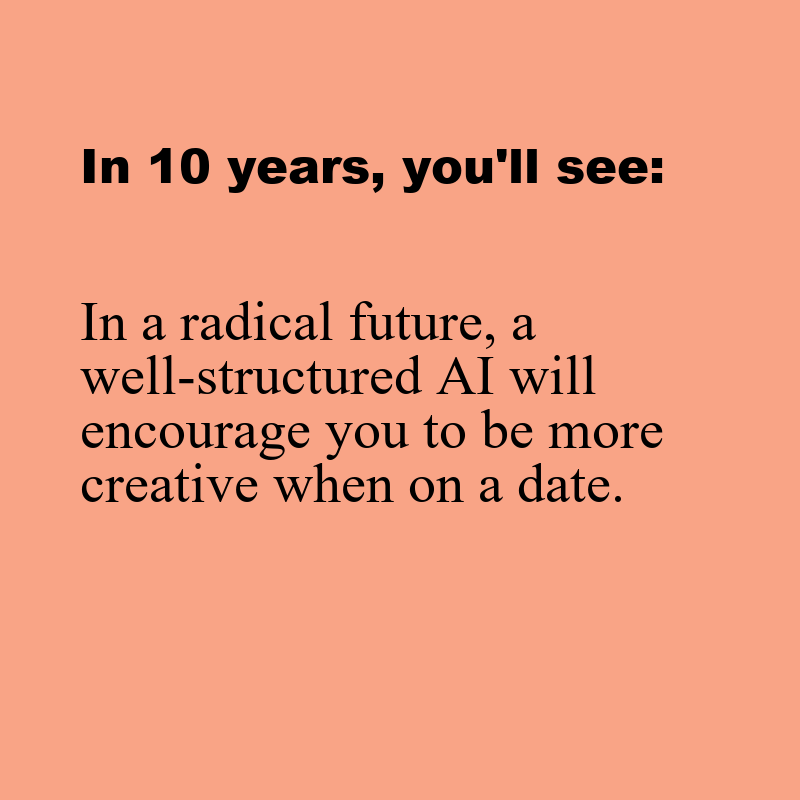 In 10 years, you'll see:
In a radical future, a
well-structured AI will
encourage you to be more
creative when on a date.